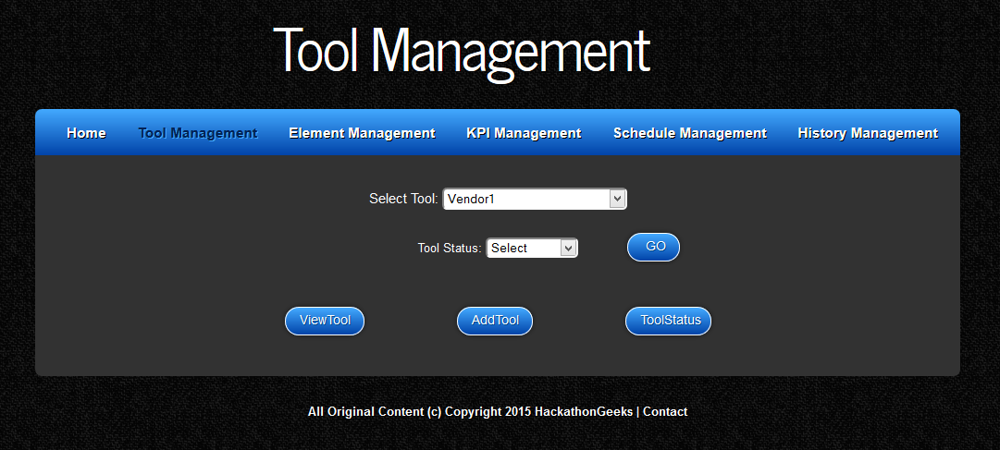 Tool Management
Home Tool Management Element Management KPI Management Schedule Management History Management
Select Tool: Vendor1
Tool Status: Select GO
ViewTool AddTool ToolStatus
All Original Content (c) Copyright 2015 HackathonGeeks | Contact